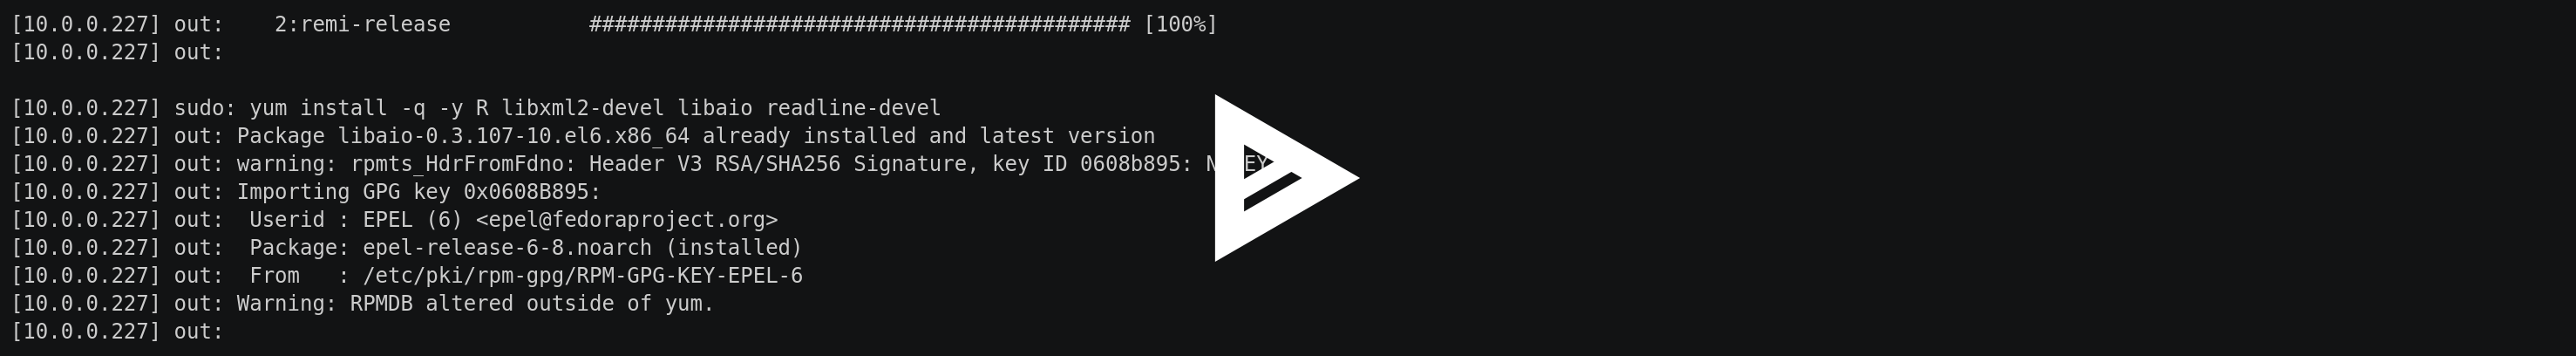 [10.0.0.227] out:    2:remi-release           ########################################### [100%]
[10.0.0.227] out:
[10.0.0.227] sudo: yum install -q -y R libxml2-devel libaio readline-devel
[10.0.0.227] out: Package libaio-0.3.107-10.el6.x86_64 already installed and latest version
[10.0.0.227] out: warning: rpmts_HdrFromFdno: Header V3 RSA/SHA256 Signature, key ID 0608b895:
[10.0.0.227] out: Importing GPG key 0x0608B895:
[10.0.0.227] out:  Userid : EPEL (6) <epel@fedoraproject.org>
[10.0.0.227] out:  Package: epel-release-6-8.noarch (installed)
[10.0.0.227] out:  From   : /etc/pki/rpm-gpg/RPM-GPG-KEY-EPEL-6
[10.0.0.227] out: Warning: RPMDB altered outside of yum.
[10.0.0.227] out: